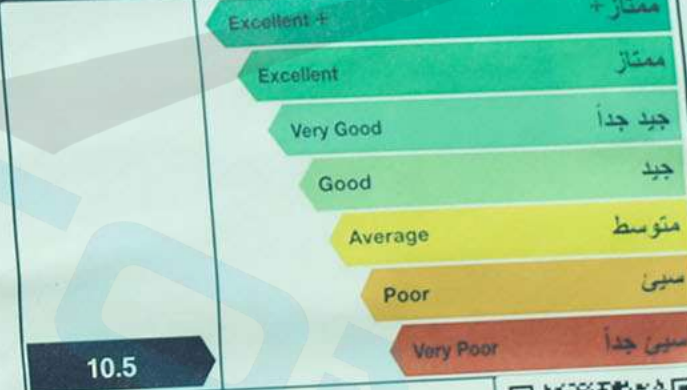 Excellent + ممتاز+
Excellent ممتاز
Very Good جيد جداً
Good جيد
Average متوسط
Poor سيئ
Very Poor سيئ جداً
10.5